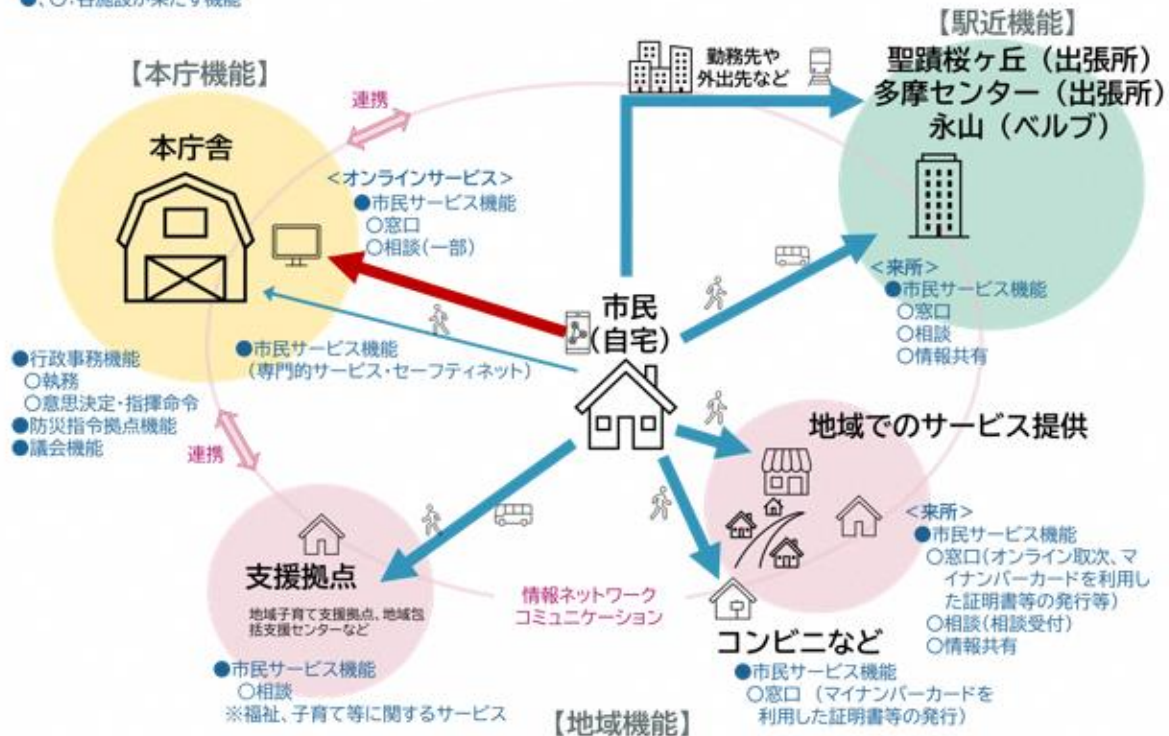 ●、○:各施設が果たす機能
【本庁機能】
本庁舎
連携
<オンラインサービス>
●市民サービス機能
○窓口
○相談(一部)
勤務先や
外出先など
【駅近機能】
聖蹟桜ヶ丘(出張所)
多摩センター(出張所)
永山(ベルブ)
<来所>
●市民サービス機能
○窓口
○相談
○情報共有
市民
(自宅)
●市民サービス機能
(専門的サービス・セーフティネット)
●行政事務機能
○執務
○意思決定・指揮命令
●防災指令拠点機能
●議会機能
連携
地域でのサービス提供
<来所>
●市民サービス機能
○窓口(オンライン取次、マ
イナンバーカードを利用し
た証明書等の発行等)
○相談(相談受付)
○情報共有
支援拠点
地域子育て支援拠点、地域包
括支援センターなど
●市民サービス機能
○相談
※福祉、子育て等に関するサービス
情報ネットワーク
コミュニケーション
コンビニなど
●市民サービス機能
○窓口 (マイナンバーカードを
利用した証明書等の発行)
【地域機能】